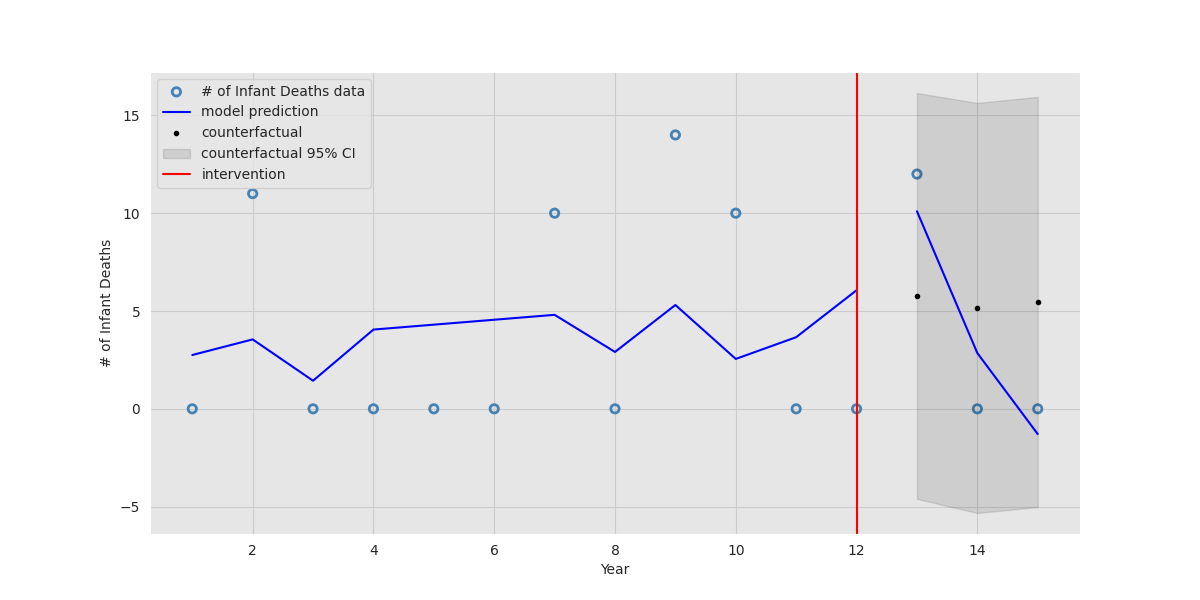 # of Infant Deaths data
model prediction
counterfactual
counterfactual 95% CI
intervention
15
10
5
0
−5
# of Infant Deaths
2
4
6
8
10
12
14
Year